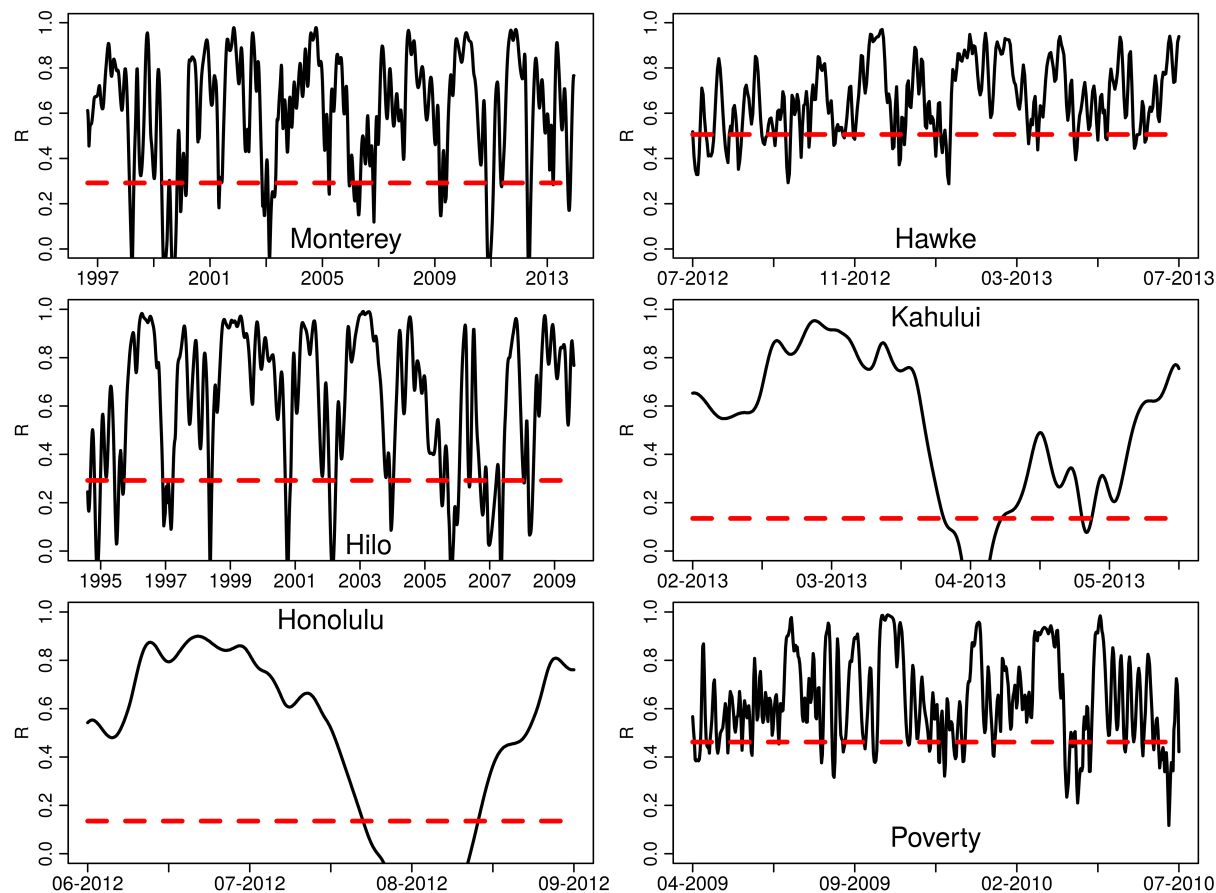 R
0.0 0.2 0.4 0.6 0.8 1.0
Monterey
1997 2001 2005 2009 2013
R
0.0 0.2 0.4 0.6 0.8 1.0
Hawke
07-2012 11-2012 03-2013 07-2013
R
0.0 0.2 0.4 0.6 0.8 1.0
Hilo
1995 1997 1999 2001 2003 2005 2007 2009
R
0.0 0.2 0.4 0.6 0.8 1.0
Kahului
02-2013 03-2013 04-2013 05-2013
R
0.0 0.2 0.4 0.6 0.8 1.0
Honolulu
06-2012 07-2012 08-2012 09-2012
R
0.0 0.2 0.4 0.6 0.8 1.0
Poverty
04-2009 09-2009 02-2010 07-2010